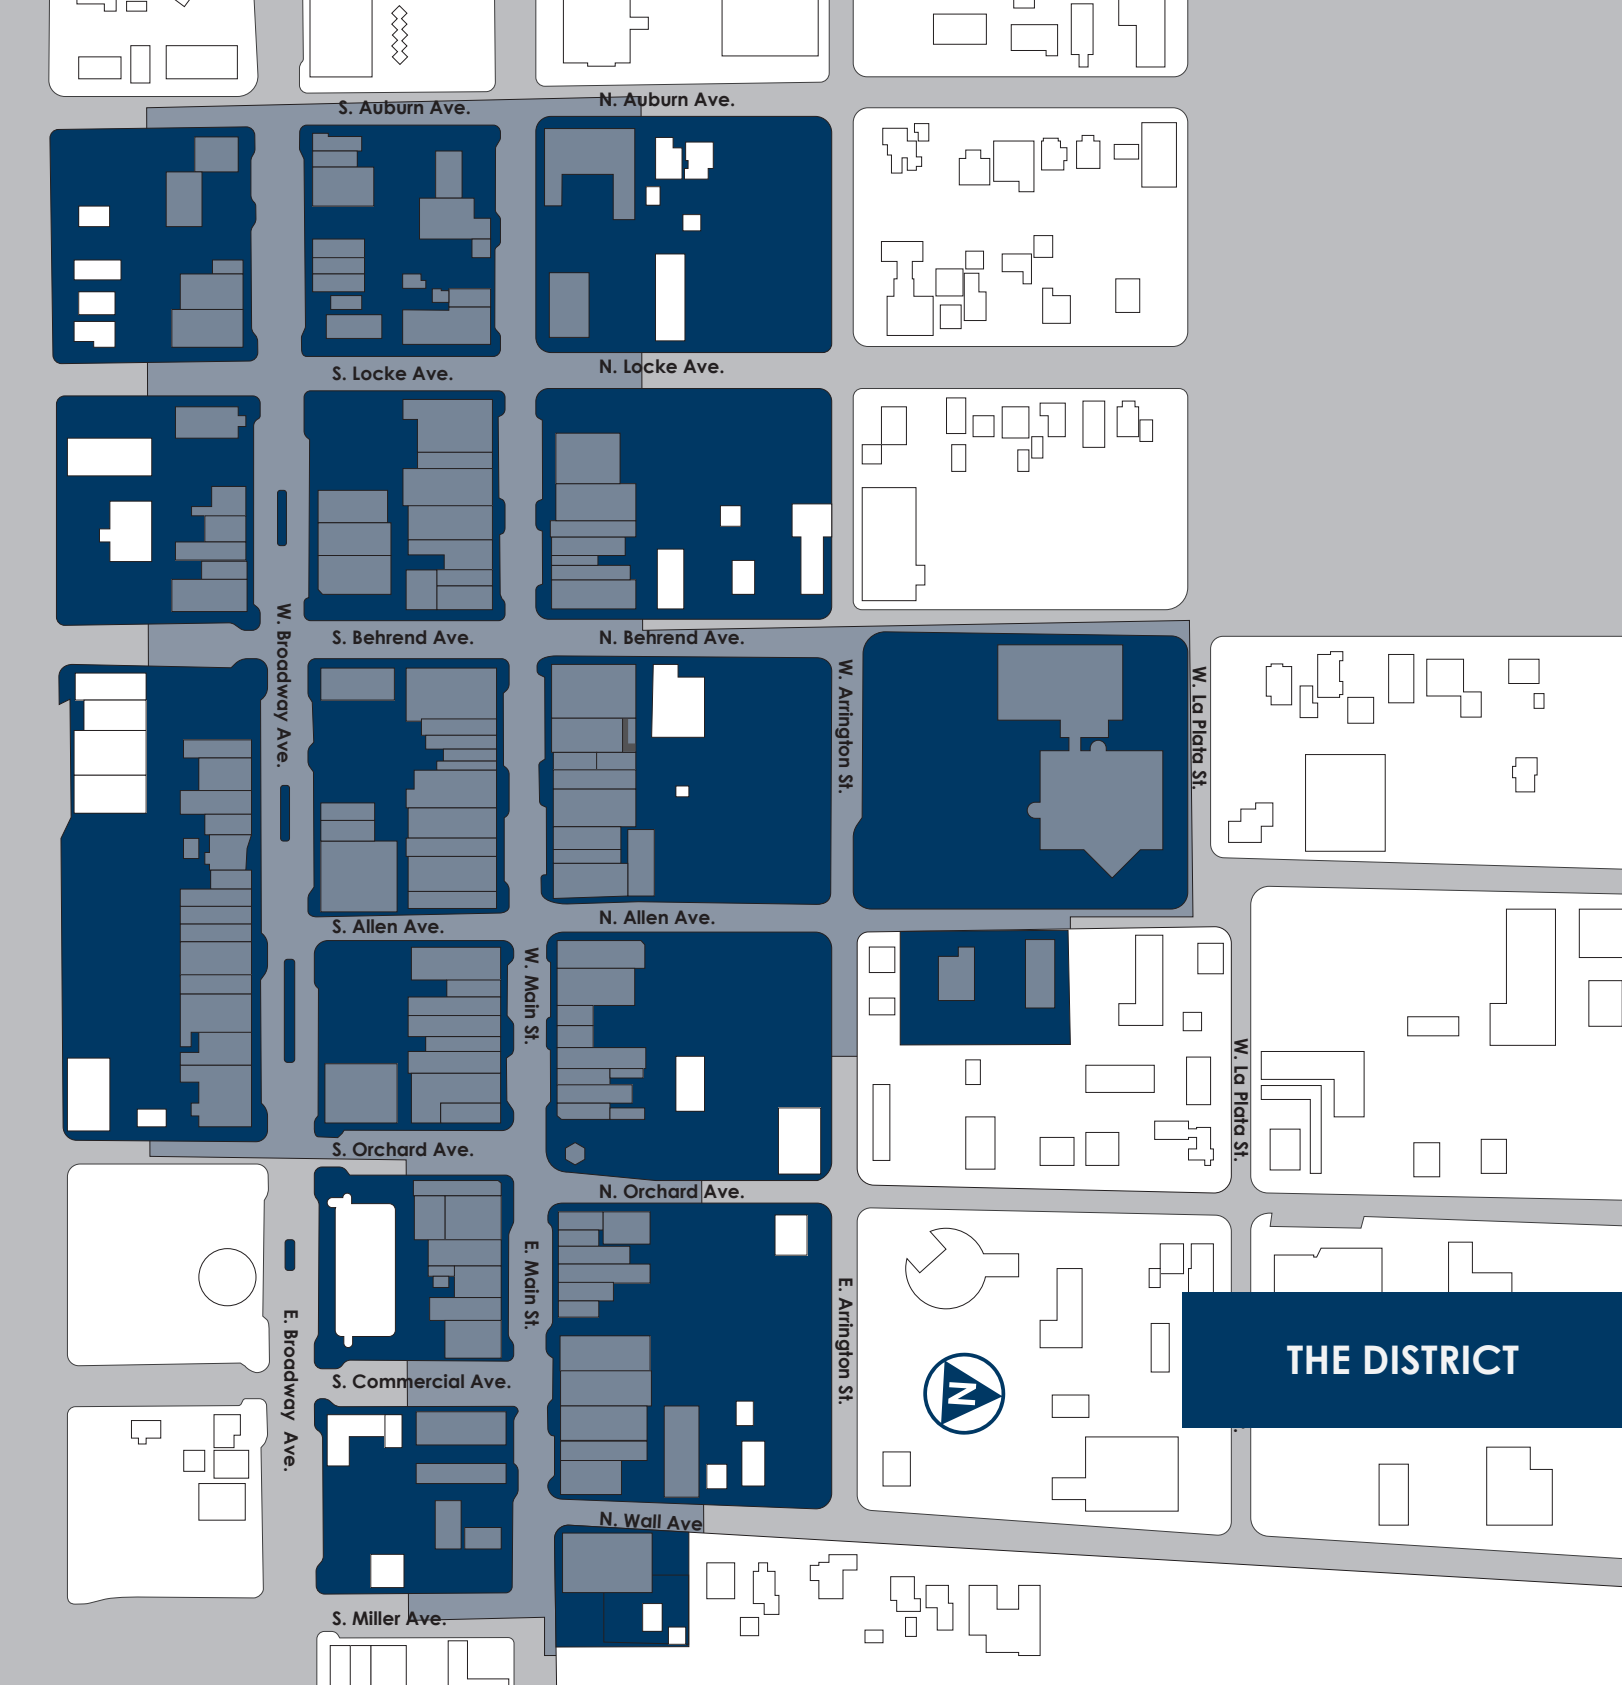 S. Auburn Ave.
N. Auburn Ave.
S. Locke Ave.
N. Locke Ave.
W. Broadway Ave.
S. Behrend Ave.
N. Behrend Ave.
W. Arrington St.
W. La Plata St.
S. Allen Ave.
N. Allen Ave.
W. Main St.
W. La Plata St.
S. Orchard Ave.
N. Orchard Ave.
E. Main St.
E. Arrington St.
E. Broadway Ave.
THE DISTRICT
S. Commercial Ave.
N
N. Wall Ave
S. Miller Ave.